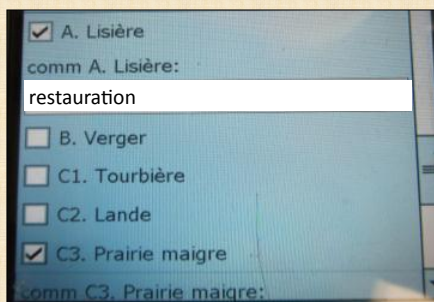 A. Lisière
comm A. Lisière:
restauration
B. Verger
C1. Tourbière
C2. Lande
C3. Prairie maigre
comm C3. Prairie maigre: